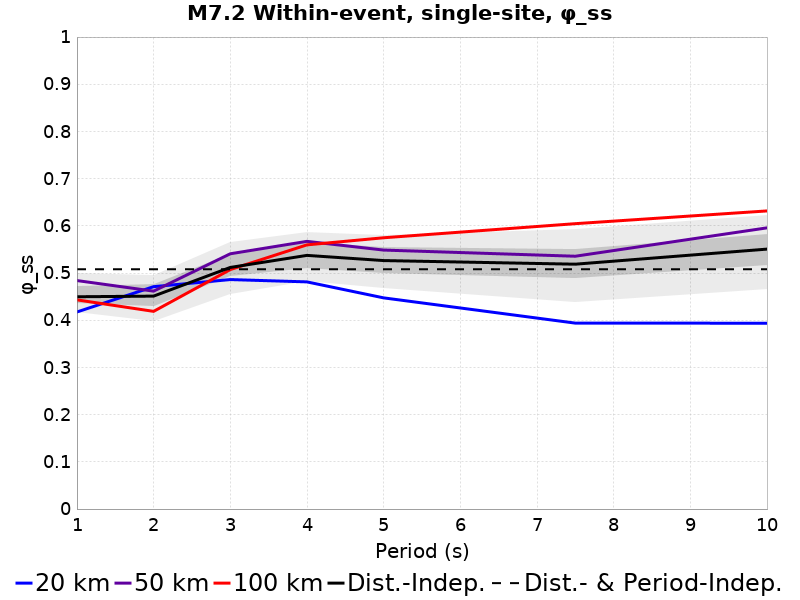 M7.2 Within-event, single-site, φ_ss
1
0.9
0.8
0.7
0.6
0.5
0.4
0.3
0.2
0.1
0
φ_ss
1 2 3 4 5 6 7 8 9 10
Period (s)
20 km 50 km 100 km Dist.-Indep. Dist.- & Period-Indep.